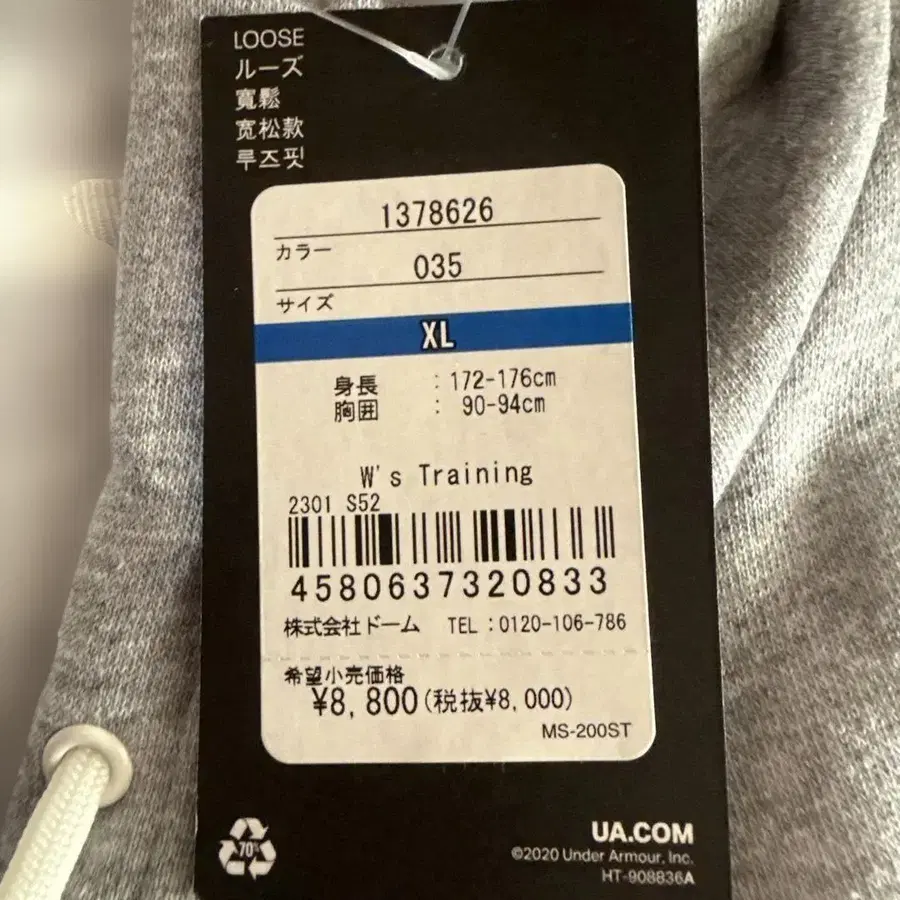 LOOSE
ルーズ
寬鬆
宽松款
루즈핏
1378626
カラー
035
サイズ
XL
身長 : 172-176cm
胸囲 : 90-94cm
W's Training
2301 S52
4580637320833
株式会社ドーム TEL :0120-106-786
希望小売価格
¥8,800(税抜¥8,000)
MS-200ST
70%
UA.COM
©2020 Under Armour, Inc.
HT-908836A